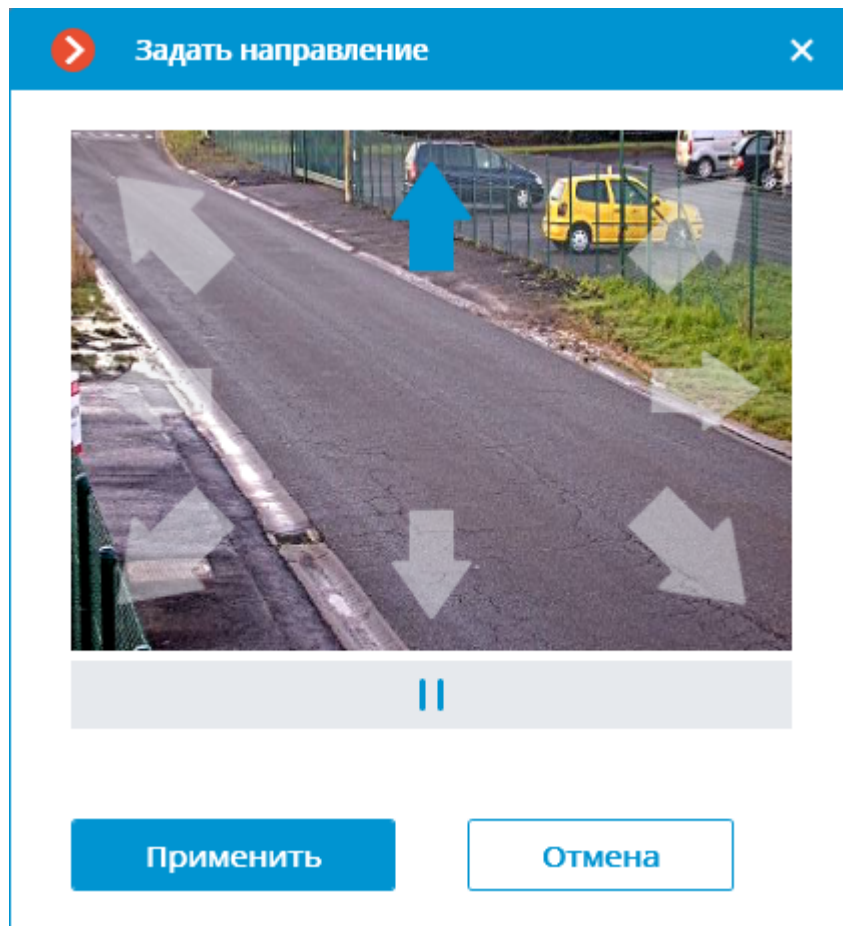 Задать направление
Применить
Отмена